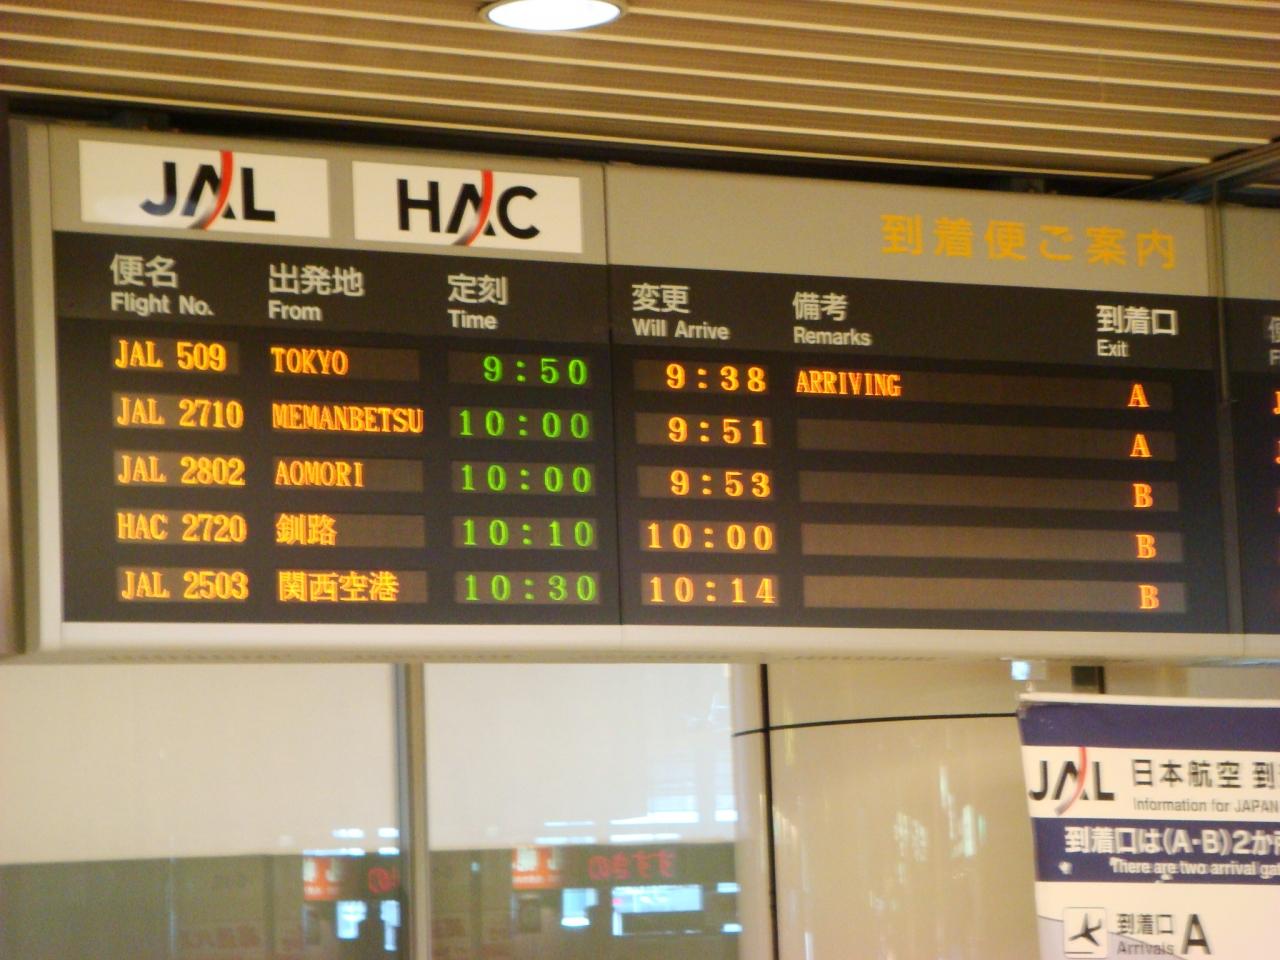 JAL HAC
到着便ご案内
便名 出発地 定刻 変更 備考 到着口
Flight No. From Time Will Arrive Remarks Exit
JAL 509 TOKYO 9:50 9:38 ARRIVING A
JAL 2710 MEMANBETSU 10:00 9:51 A
JAL 2802 AOMORI 10:00 9:53 B
HAC 2720 釧路 10:10 10:00 B
JAL 2503 関西空港 10:30 10:14 B
JAL 日本航空 到
Information for JAPAN
到着口は(A・B)2か
There are two arrival
到着口 A
Arrivals